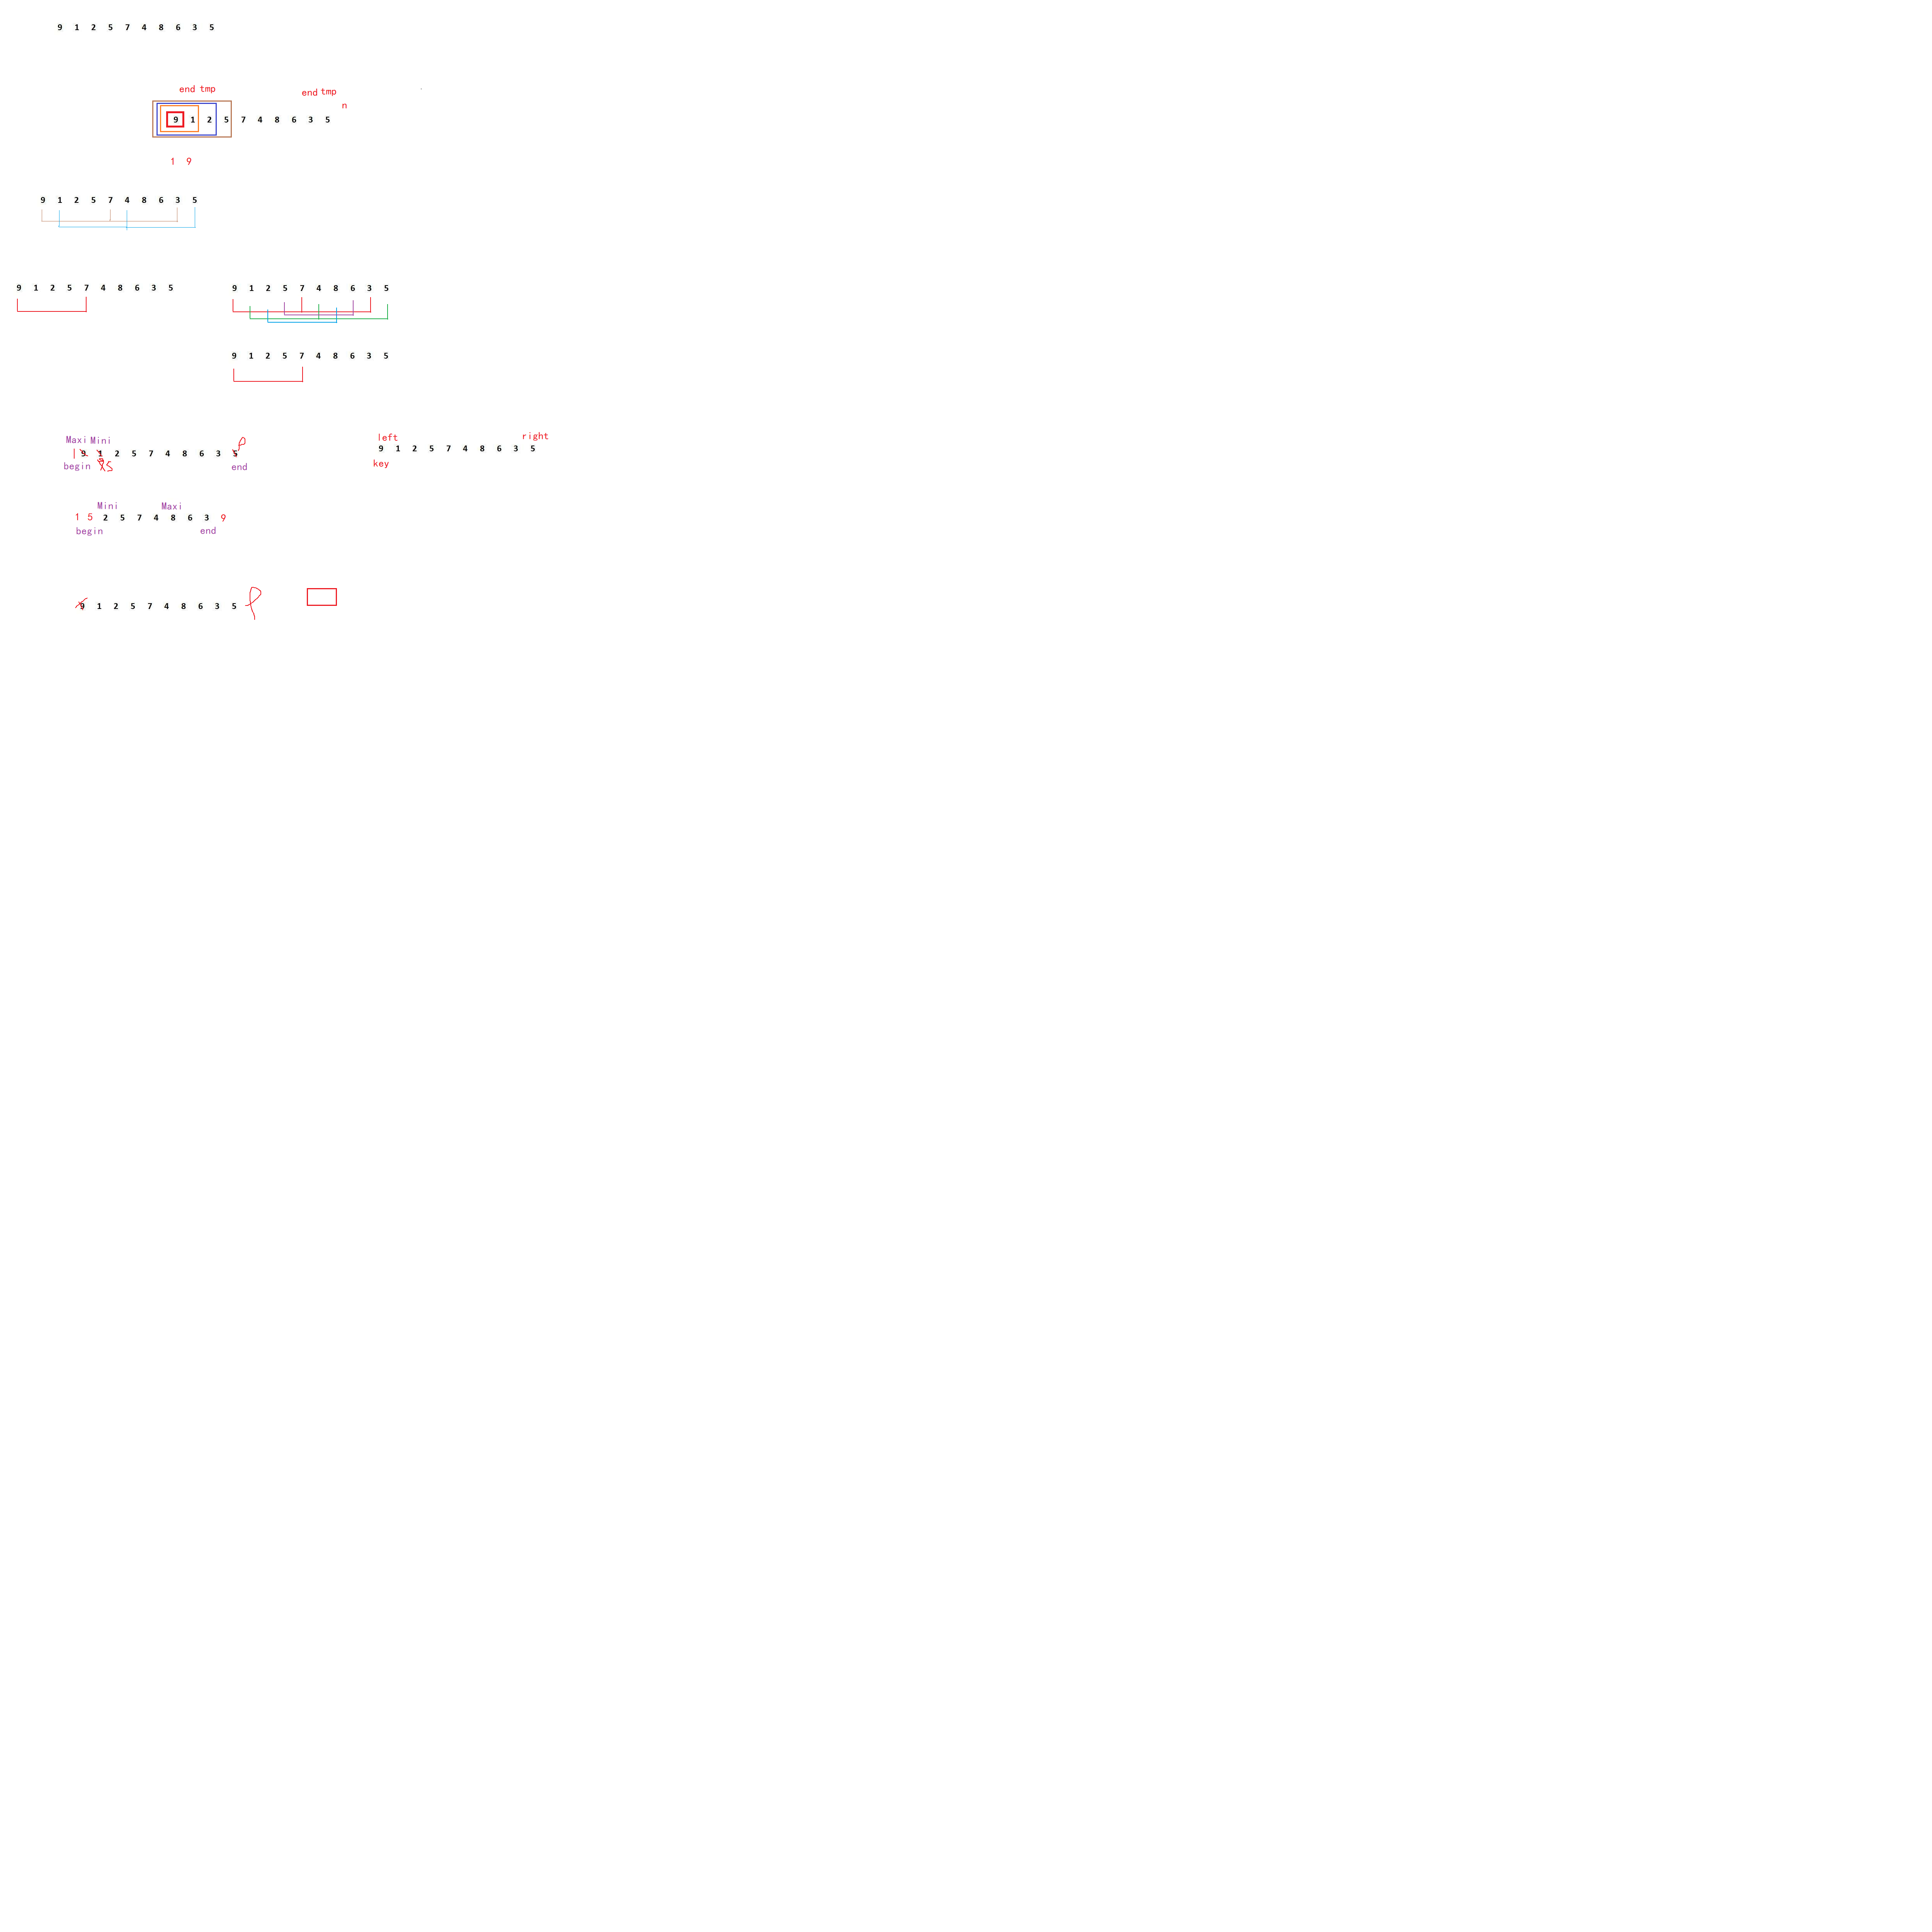 9 1 2 5 7 4 8 6 3 5
end tmp end tmp
n
9 1 2 5 7 4 8 6 3 5
1 9
9 1 2 5 7 4 8 6 3 5
9 1 2 5 7 4 8 6 3 5
9 1 2 5 7 4 8 6 3 5
9 1 2 5 7 4 8 6 3 5
Maxi Mini
1 9 1 2 5 7 4 8 6 3 5
begin 5 end
left right
9 1 2 5 7 4 8 6 3 5
key
Mini Maxi
1 5 2 5 7 4 8 6 3 9
begin end
9 1 2 5 7 4 8 6 3 5